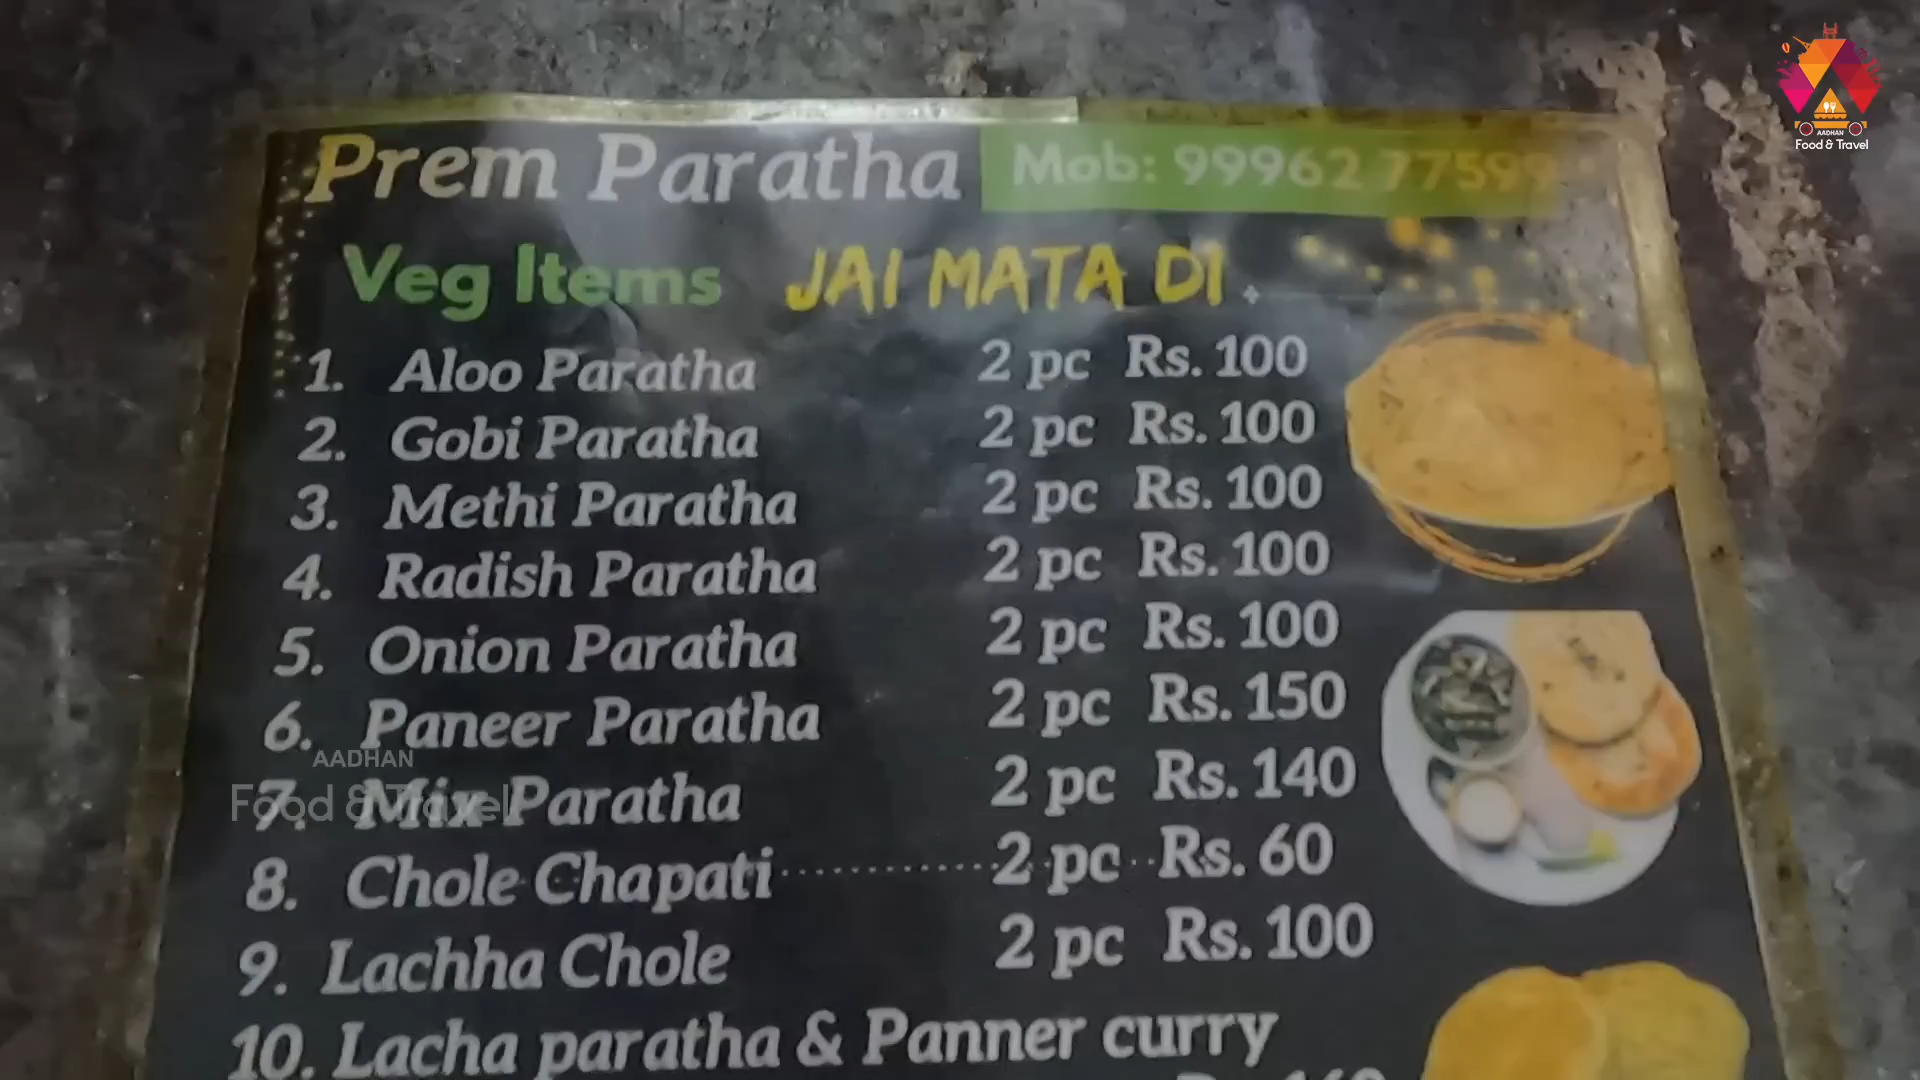 AADHAN
Food & Travel
Prem Paratha Mob: 99962 77599
Veg Items JAI MATA DI
1. Aloo Paratha 2 pc Rs. 100
2. Gobi Paratha 2 pc Rs. 100
3. Methi Paratha 2 pc Rs. 100
4. Radish Paratha 2 pc Rs. 100
5. Onion Paratha 2 pc Rs. 100
6. Paneer Paratha 2 pc Rs. 150
7. Mix Paratha 2 pc Rs. 140
AADHAN
Food & Travel
8. Chole Chapati ............ 2 pc Rs. 60
9. Lachha Chole 2 pc Rs. 100
10. Lacha paratha & Panner curry